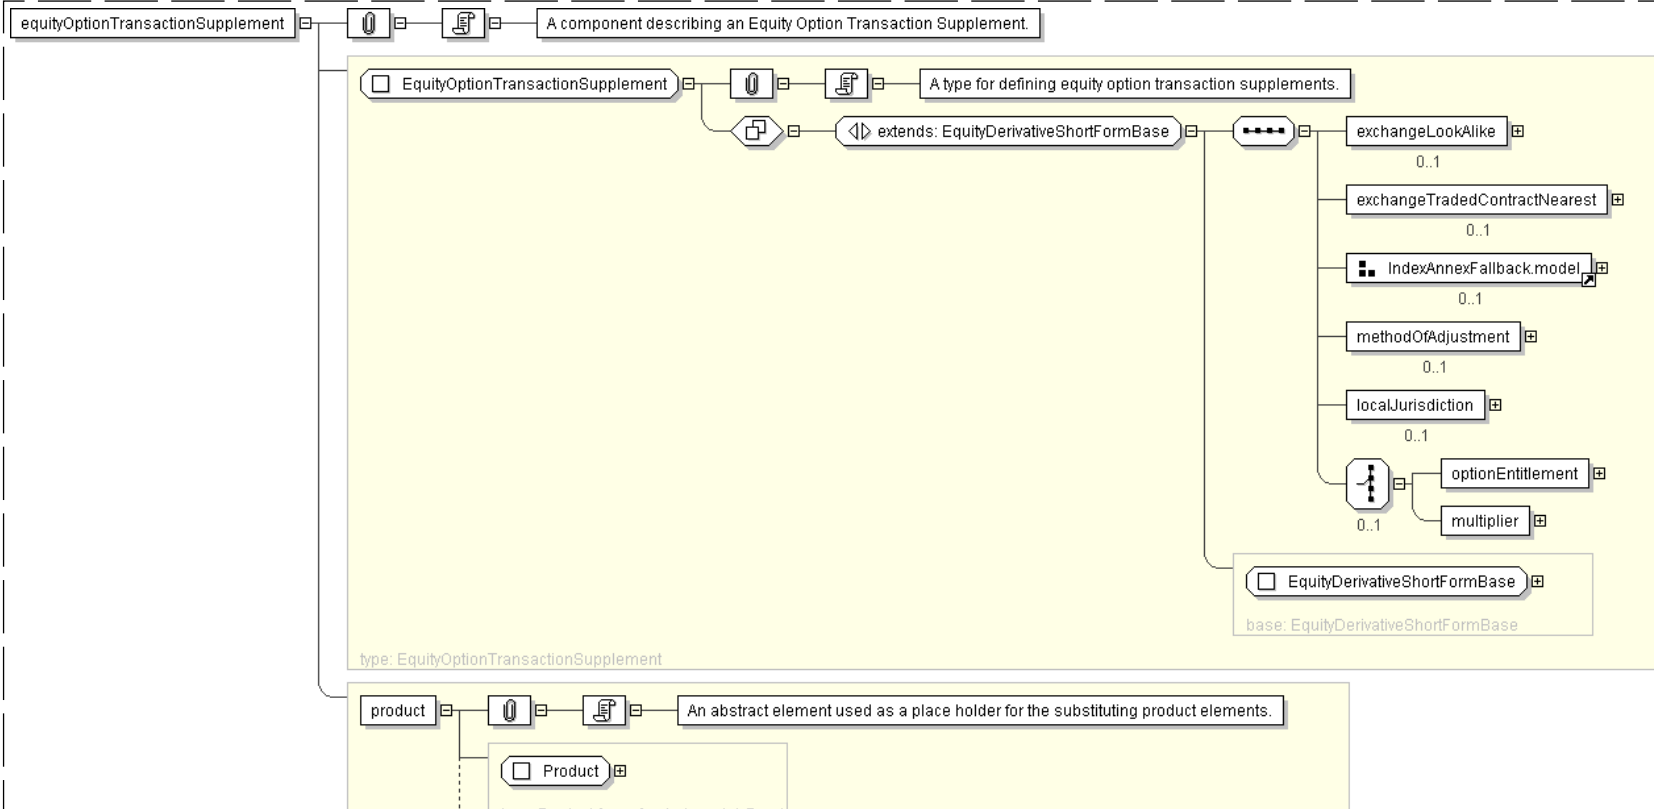 equityOptionTransactionSupplement
A component describing an Equity Option Transaction Supplement.
EquityOptionTransactionSupplement
A type for defining equity option transaction supplements.
extends: EquityDerivativeShortFormBase
exchangeLookAlike
0..1
exchangeTradedContractNearest
0..1
IndexAnnexFallback.model
0..1
methodOfAdjustment
0..1
localJurisdiction
0..1
optionEntitlement
0..1
multiplier
EquityDerivativeShortFormBase
base: EquityDerivativeShortFormBase
type: EquityOptionTransactionSupplement
product
An abstract element used as a place holder for the substituting product elements.
Product